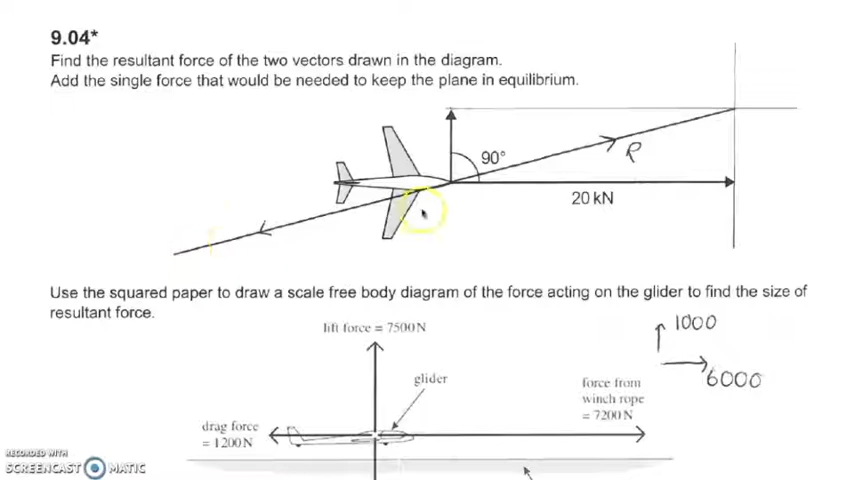 9.04*
Find the resultant force of the two vectors drawn in the diagram.
Add the single force that would be needed to keep the plane in equilibrium.
90°
R
20 kN
Use the squared paper to draw a scale free body diagram of the force acting on the glider to find the size of
resultant force.
lift force = 7500 N
1000
6000
glider
force from
winch rope
= 7200 N
drag force
= 1200 N
RECORDED WITH
SCREENCAST MATIC